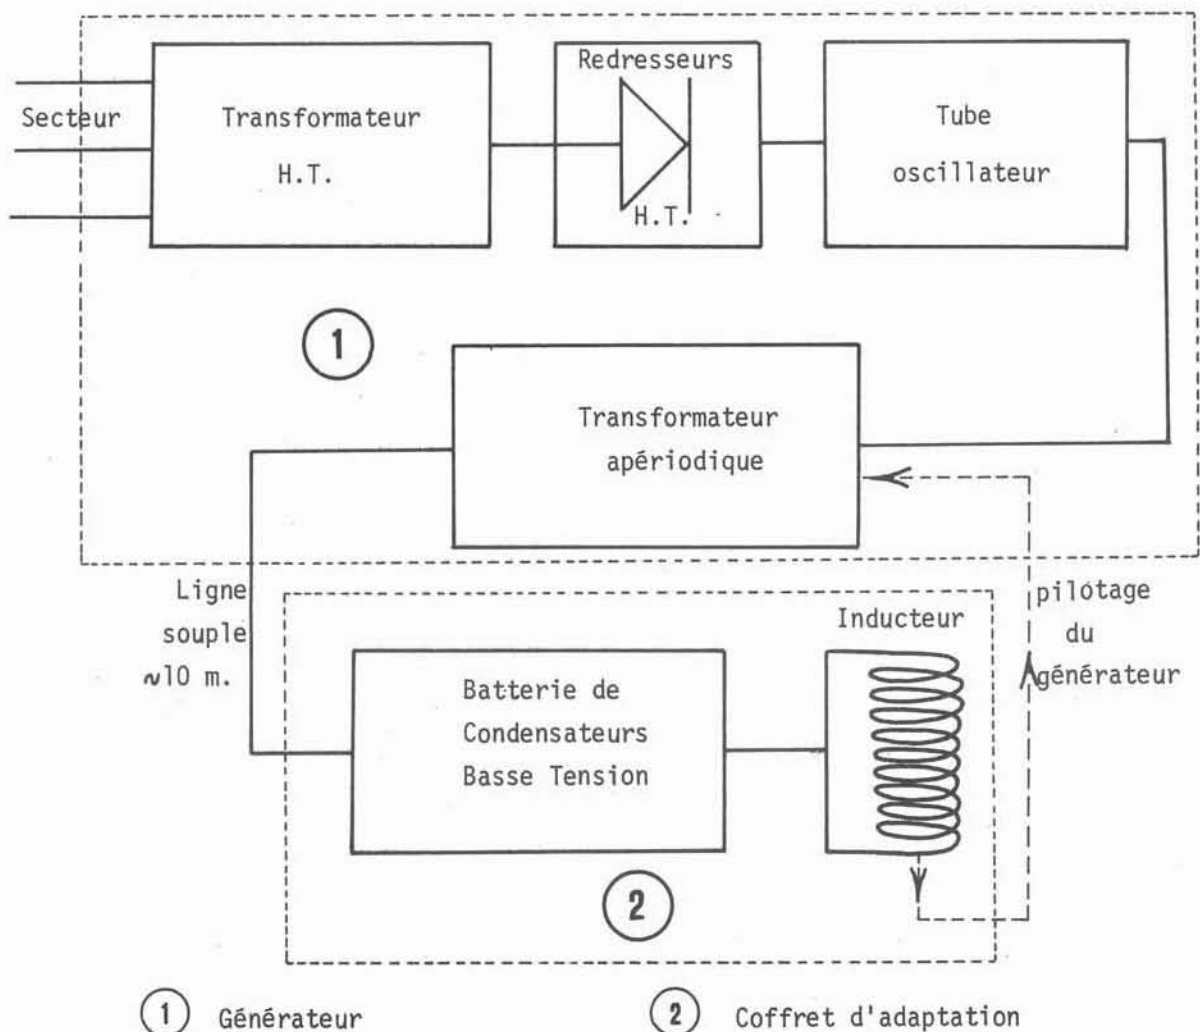 Redresseurs
Secteur
Transformateur
H.T.
H.T.
Tube
oscillateur
1
Transformateur
apériodique
Ligne
souple
~10 m.
pilotage
du
générateur
Inducteur
Batterie de
Condensateurs
Basse Tension
2
1 Générateur
2 Coffret d'adaptation